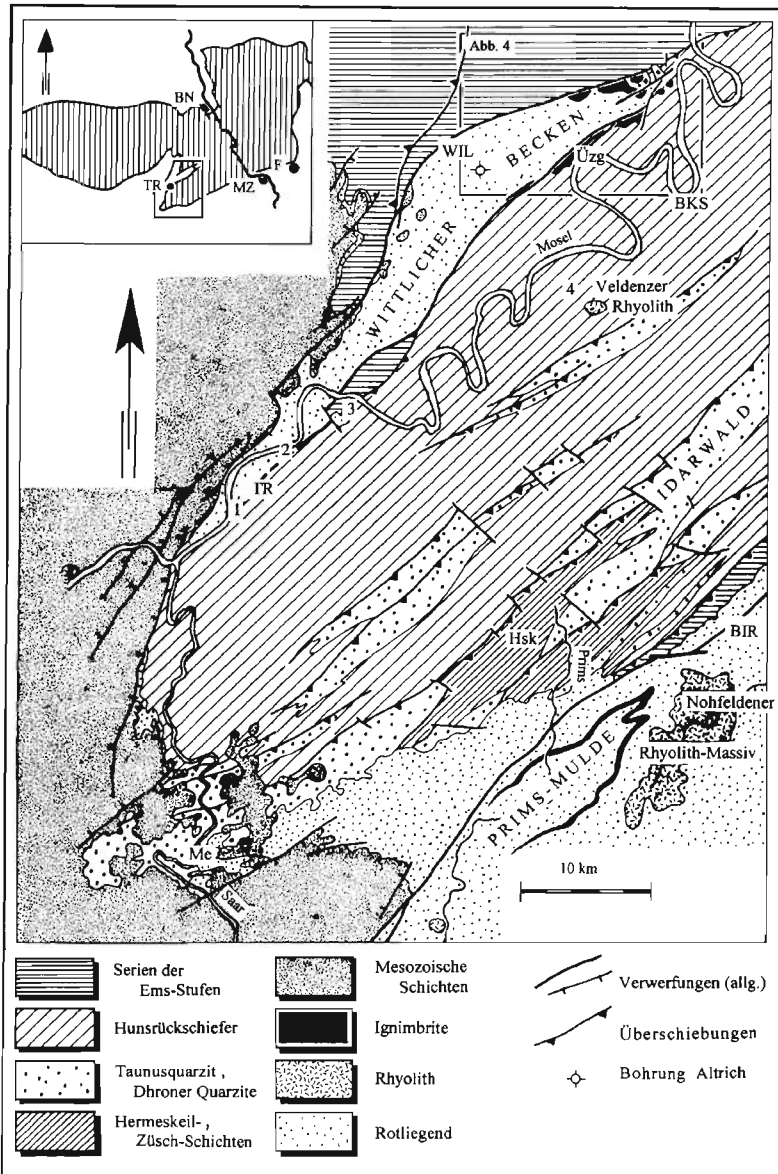 BN
F
TR
MZ
Abb. 4
WIL
WITTLICHER BECKEN
Üzg
BKS
Mosel
4
Veldenzer
Rhyolith
3
2
TR
1
IDARWALD
Hsk
Prims
BIR
Nohfeldener
Rhyolith-Massiv
PRIMS MULDE
Me
Saar
10 km
Serien der
Ems-Stufen
Hunsrückschiefer
Taunusquarzit,
Dhroner Quarzite
Hermeskeil-,
Züsch-Schichten
Mesozoische
Schichten
Ignimbrite
Rhyolith
Rotliegend
Verwerfungen (allg.)
Überschiebungen
Bohrung Altrich